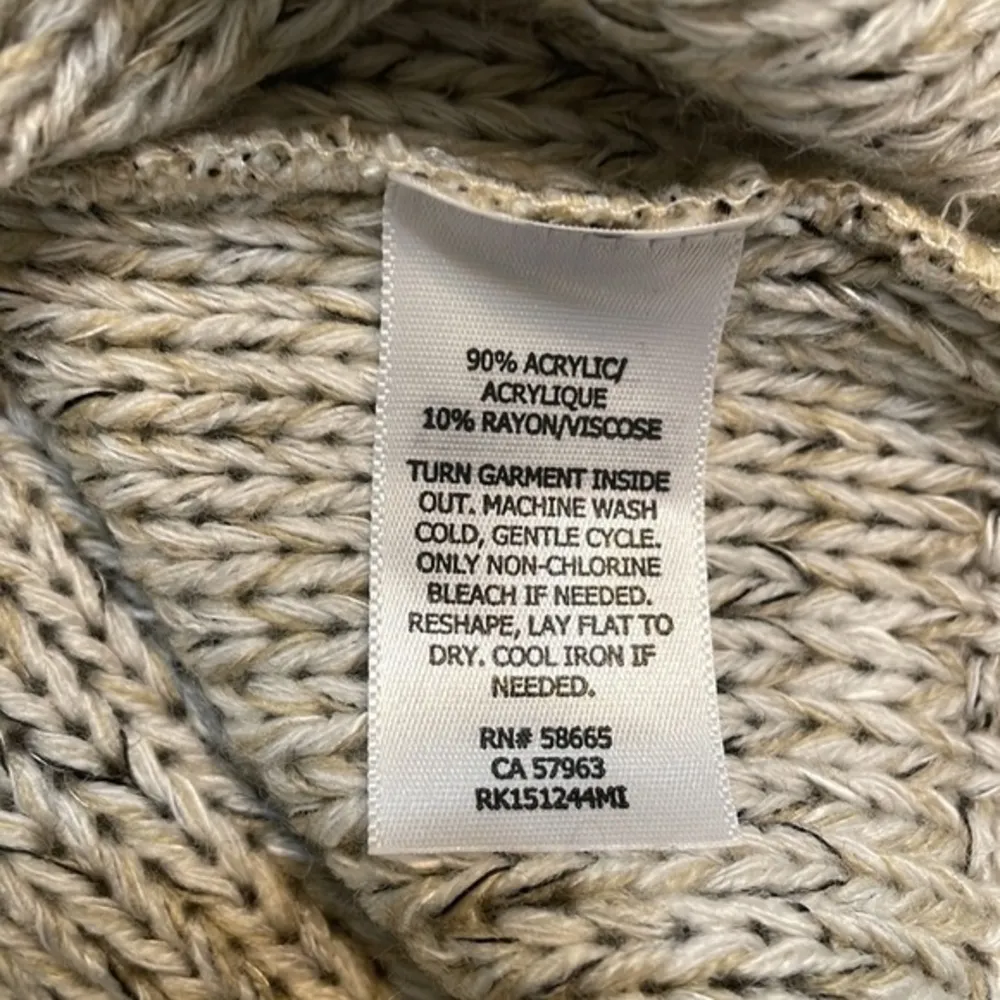 90% ACRYLIC/
ACRYLIQUE
10% RAYON/VISCOSE
TURN GARMENT INSIDE
OUT. MACHINE WASH
COLD, GENTLE CYCLE.
ONLY NON-CHLORINE
BLEACH IF NEEDED.
RESHAPE, LAY FLAT TO
DRY. COOL IRON IF
NEEDED.
RN# 58665
CA 57963
RK151244MI